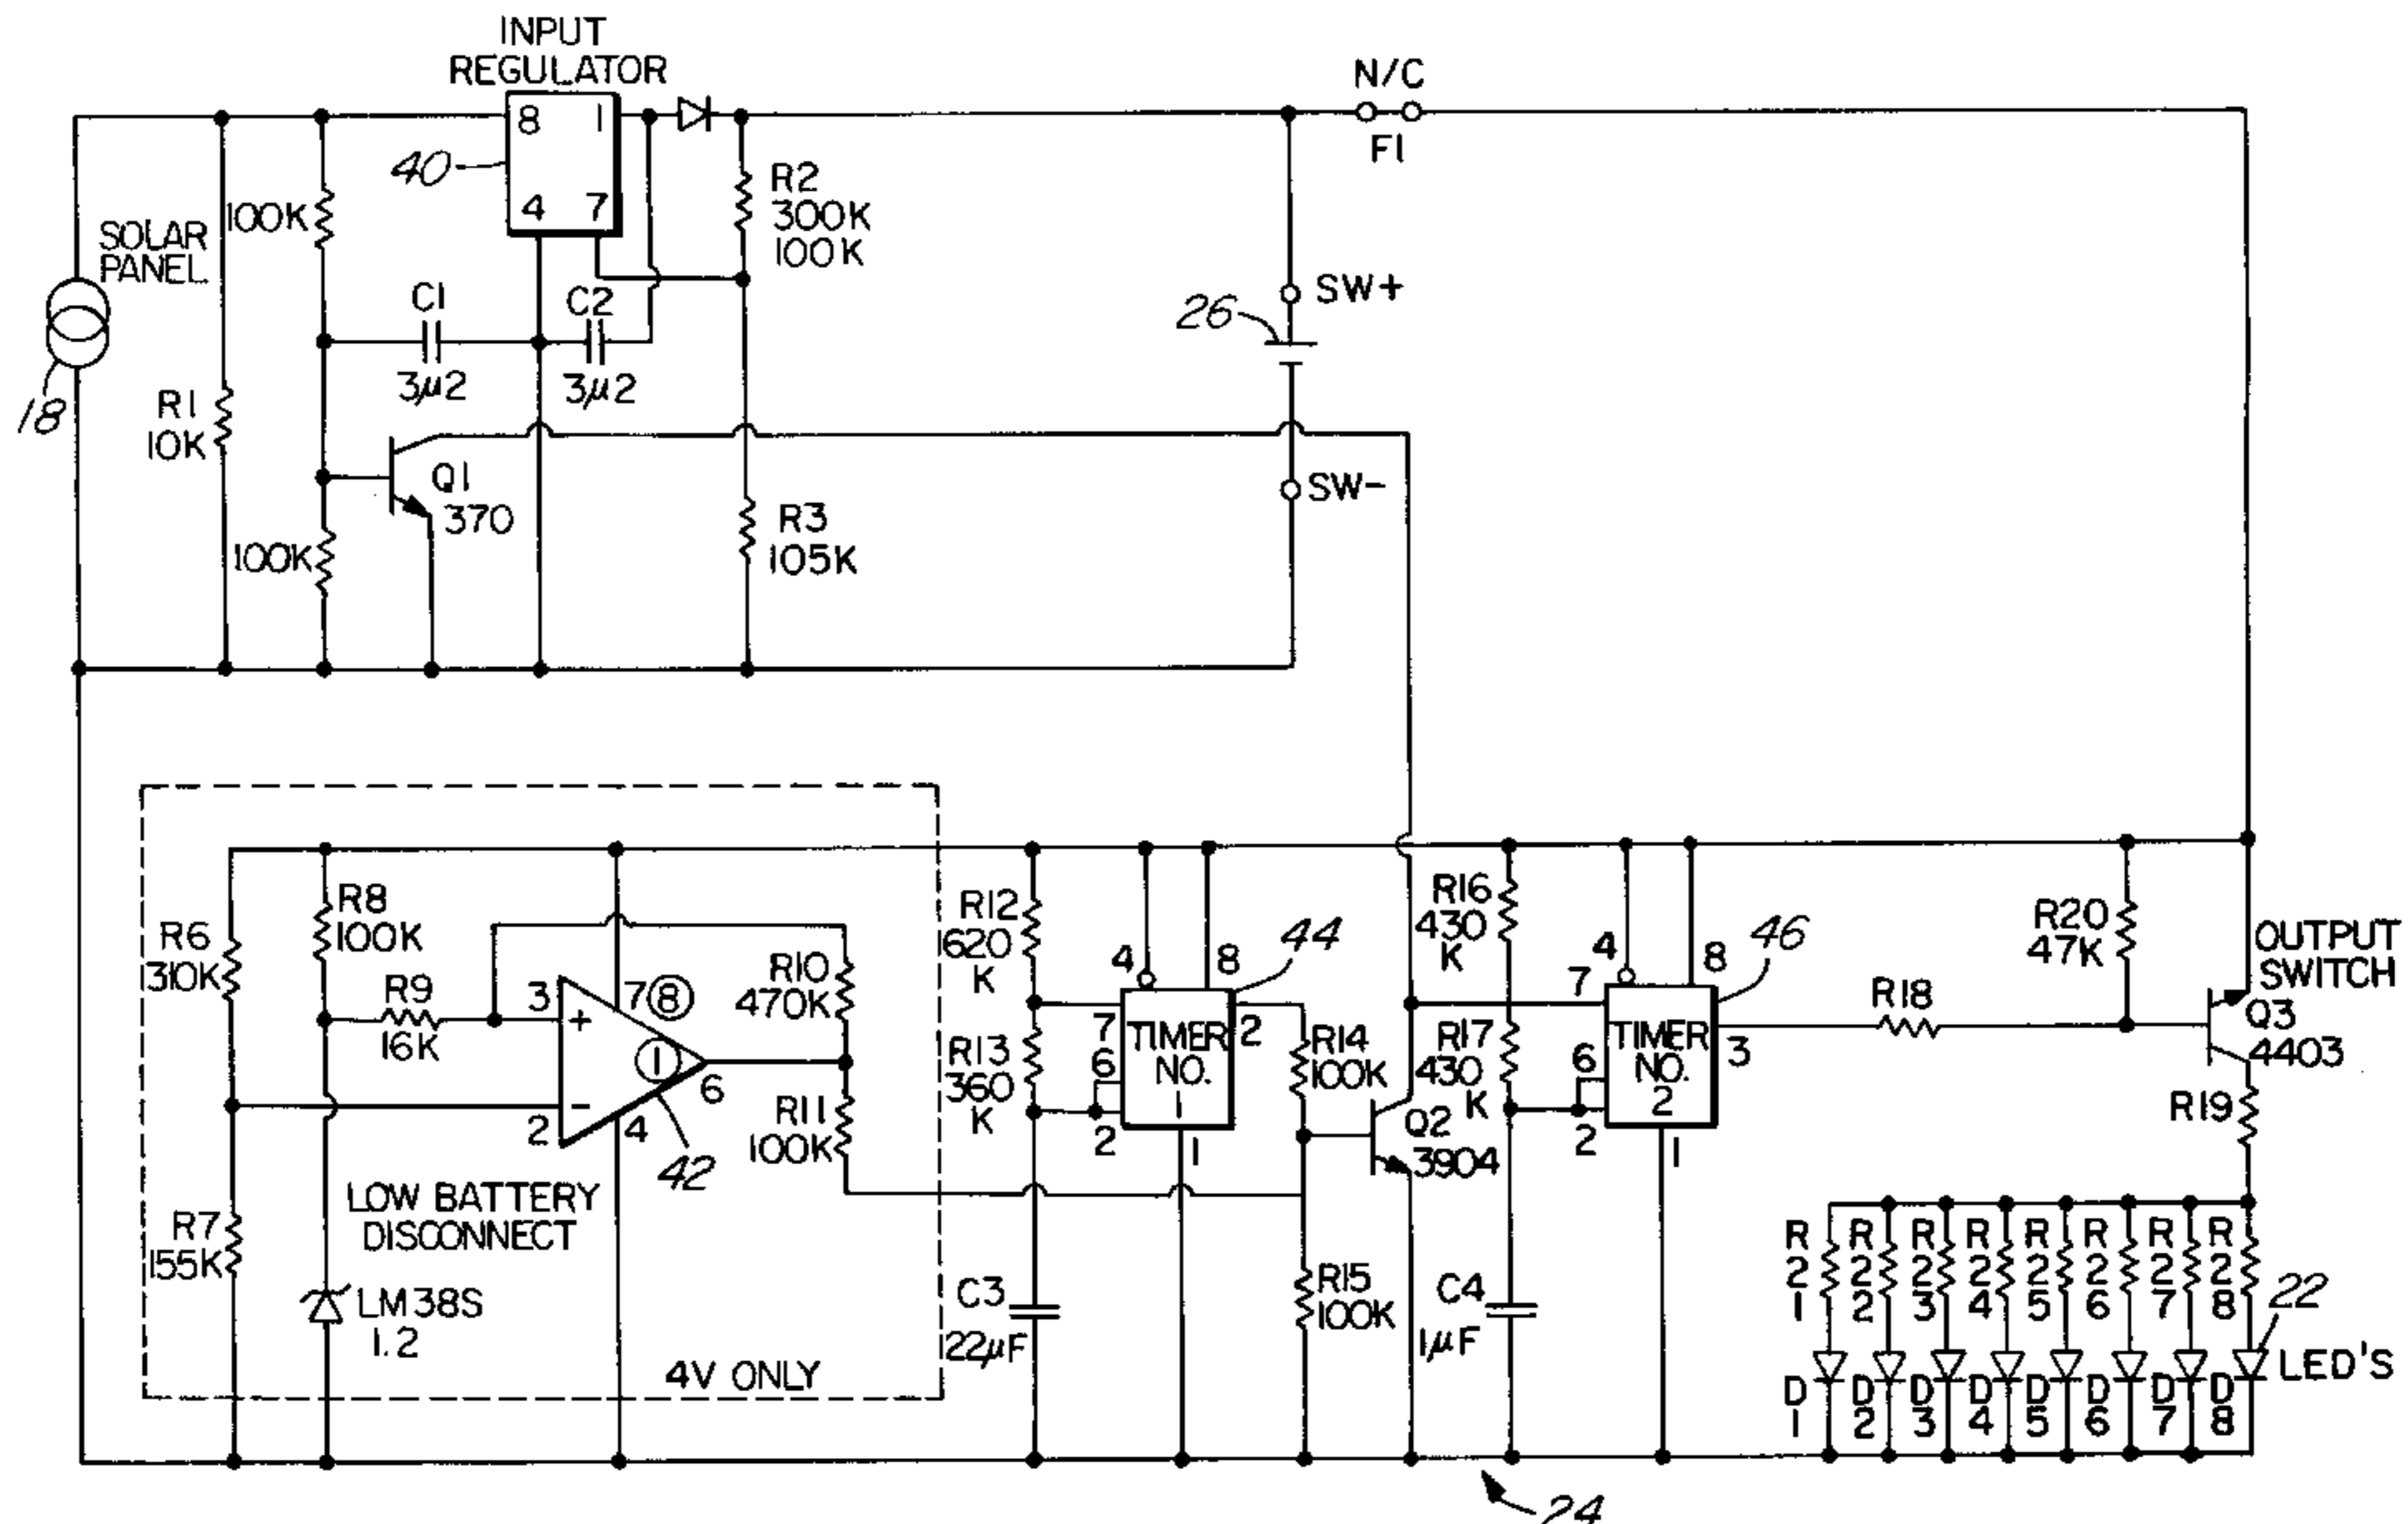 INPUT
REGULATOR
8
1
4
7
40
N/C
F1
SOLAR
PANEL
18
100K
R1
10K
C1
3µ2
C2
3µ2
R2
300K
100K
26
SW+
SW-
Q1
370
100K
R3
105K
R6
310K
R8
100K
R9
16K
R10
470K
3
+
7
8
1
6
2
-
4
42
R11
100K
R7
155K
LOW BATTERY
DISCONNECT
LM38S
1.2
4V ONLY
R12
620
K
R13
360
K
4
8
44
7
6
2
TIMER
NO.
1
2
1
C3
22µF
R14
100K
Q2
3904
R15
100K
R16
430
K
R17
430
K
4
8
46
7
6
2
TIMER
NO.
2
3
1
C4
1µF
R18
R20
47K
OUTPUT
SWITCH
Q3
4403
R19
R21
R22
R23
R24
R25
R26
R27
R28
22
D1
D2
D3
D4
D5
D6
D7
D8
LED'S
24